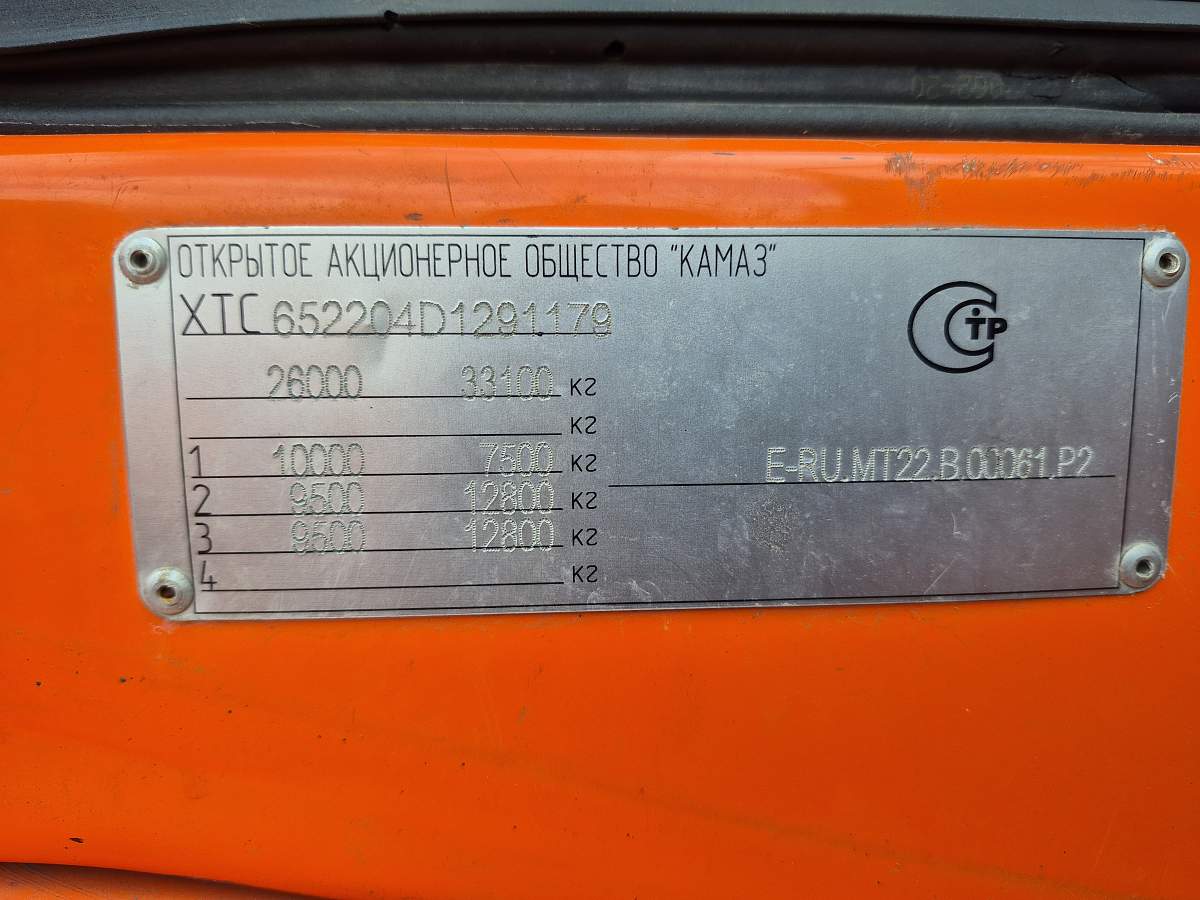 ОТКРЫТОЕ АКЦИОНЕРНОЕ ОБЩЕСТВО "КАМАЗ"
XTC 652204D1291179
26000 33100 кг
кг
1 10000 7500 кг
2 9500 12800 кг
3 9500 12800 кг
4 кг
СТР
E-RU.MT22.B.00061.P2